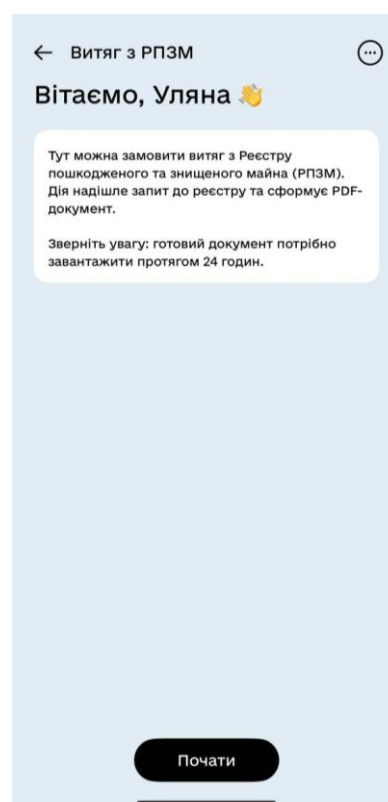 ← Витяг з РПЗМ
Вітаємо, Уляна 👋
Тут можна замовити витяг з Реєстру
пошкодженого та знищеного майна (РПЗМ).
Дія надішле запит до реєстру та сформує PDF-
документ.
Зверніть увагу: готовий документ потрібно
завантажити протягом 24 годин.
Почати